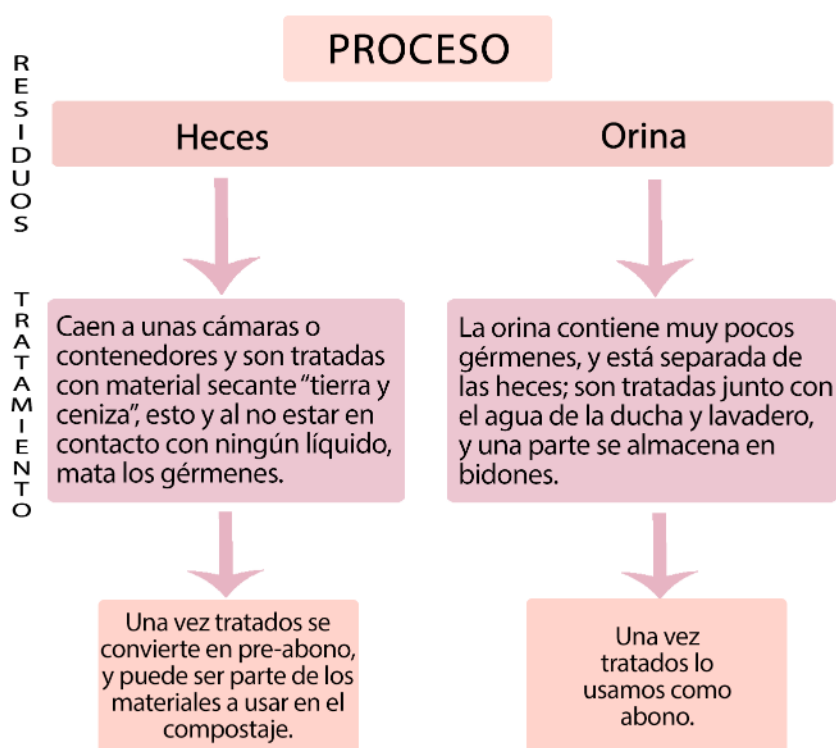 PROCESO
RESIDUOS
Heces
Orina
TRATAMIENTO
Caen a unas cámaras o
contenedores y son tratadas
con material secante “tierra y
ceniza”, esto y al no estar en
contacto con ningún líquido,
mata los gérmenes.
La orina contiene muy pocos
gérmenes, y está separada de
las heces; son tratadas junto con
el agua de la ducha y lavadero,
y una parte se almacena en
bidones.
Una vez tratados se
convierte en pre-abono,
y puede ser parte de los
materiales a usar en el
compostaje.
Una vez
tratados lo
usamos como
abono.